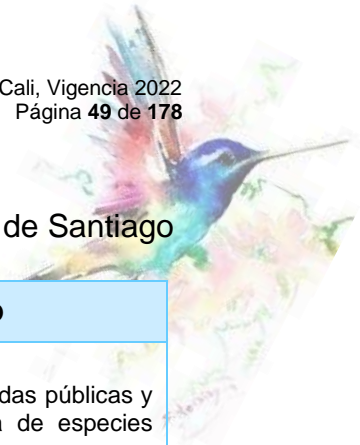 Cali, Vigencia 2022
Página 49 de 178
de Santiago
das públicas y
de especies